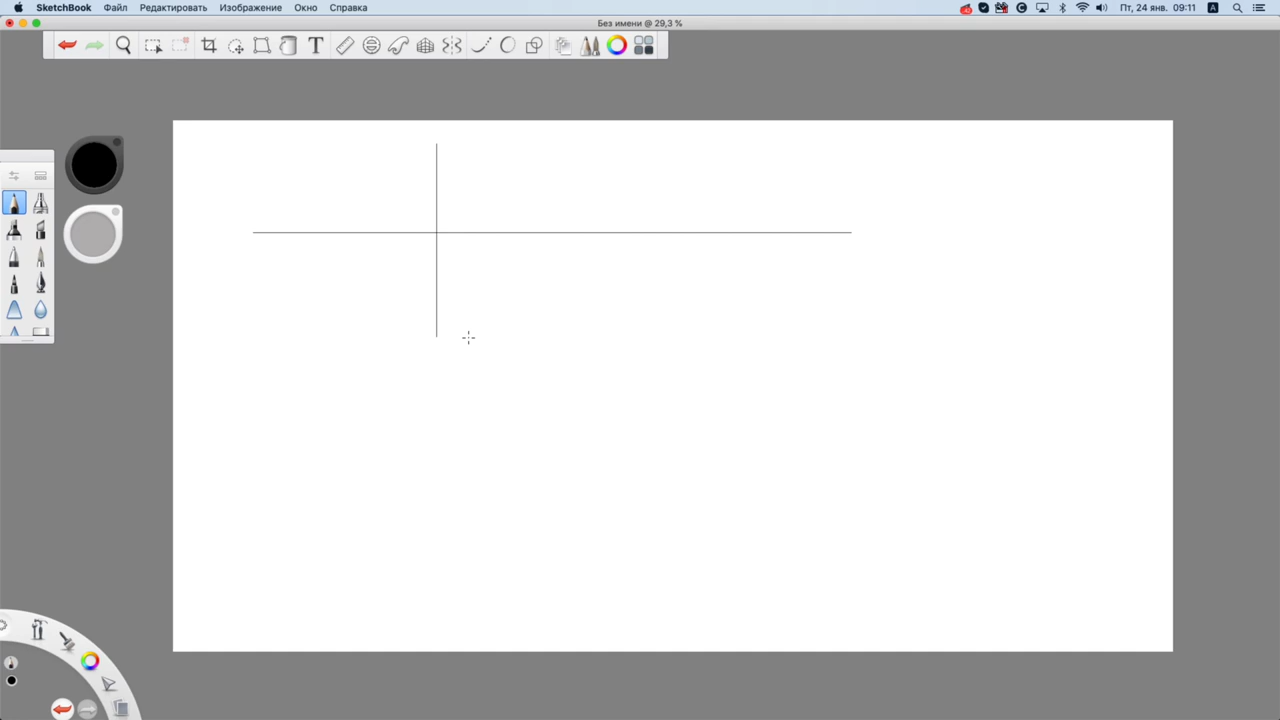 SketchBook Файл Редактировать Изображение Окно Справка Пт, 24 янв. 09:11 A
Без имени @ 29,3 %
T